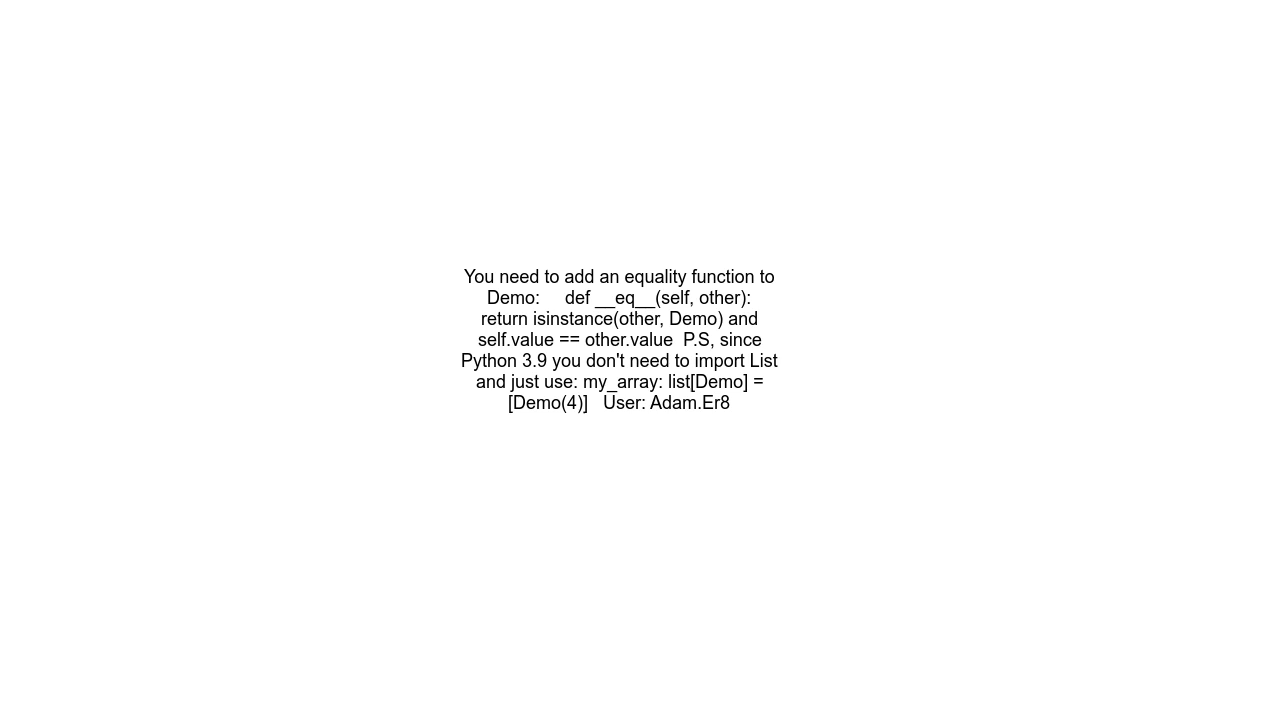 You need to add an equality function to
Demo:     def __eq__(self, other):
return isinstance(other, Demo) and
self.value == other.value  P.S, since
Python 3.9 you don't need to import List
and just use: my_array: list[Demo] =
[Demo(4)]   User: Adam.Er8